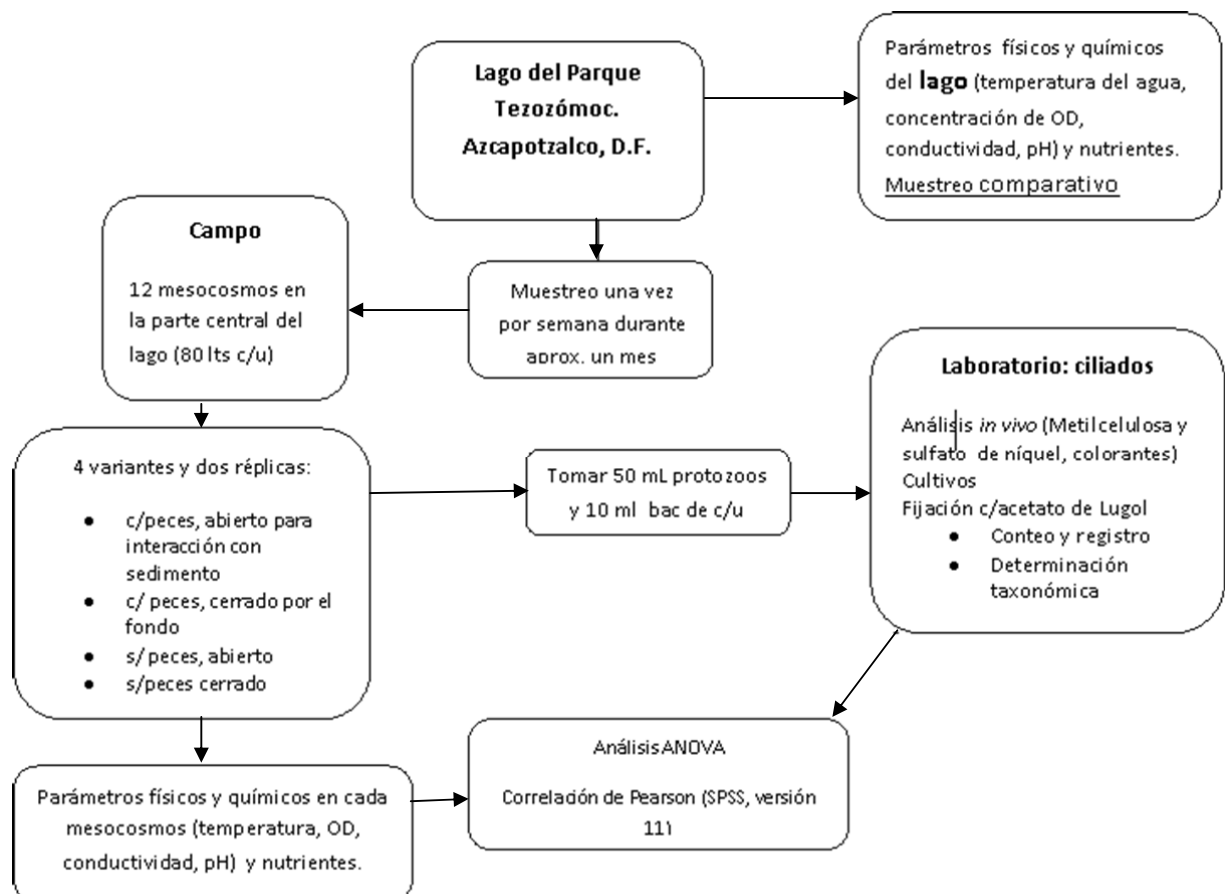 Lago del Parque
Tezozómoc.
Azcapotzalco, D.F.
Parámetros físicos y químicos
del lago (temperatura del agua,
concentración de OD,
conductividad, pH) y nutrientes.
Muestreo comparativo
Campo
12 mesocosmos en
la parte central del
lago (80 lts c/u)
Muestreo una vez
por semana durante
aprox. un mes
4 variantes y dos réplicas:
● c/peces, abierto para
interacción con
sedimento
● c/ peces, cerrado por el
fondo
● s/ peces, abierto
● s/peces cerrado
Tomar 50 mL protozoos
y 10 ml bac de c/u
Laboratorio: ciliados
Análisis in vivo (Metilcelulosa y
sulfato de níquel, colorantes)
Cultivos
Fijación c/acetato de Lugol
● Conteo y registro
● Determinación
taxonómica
Parámetros físicos y químicos en cada
mesocosmos (temperatura, OD,
conductividad, pH) y nutrientes.
Análisis ANOVA
Correlación de Pearson (SPSS, versión
11)